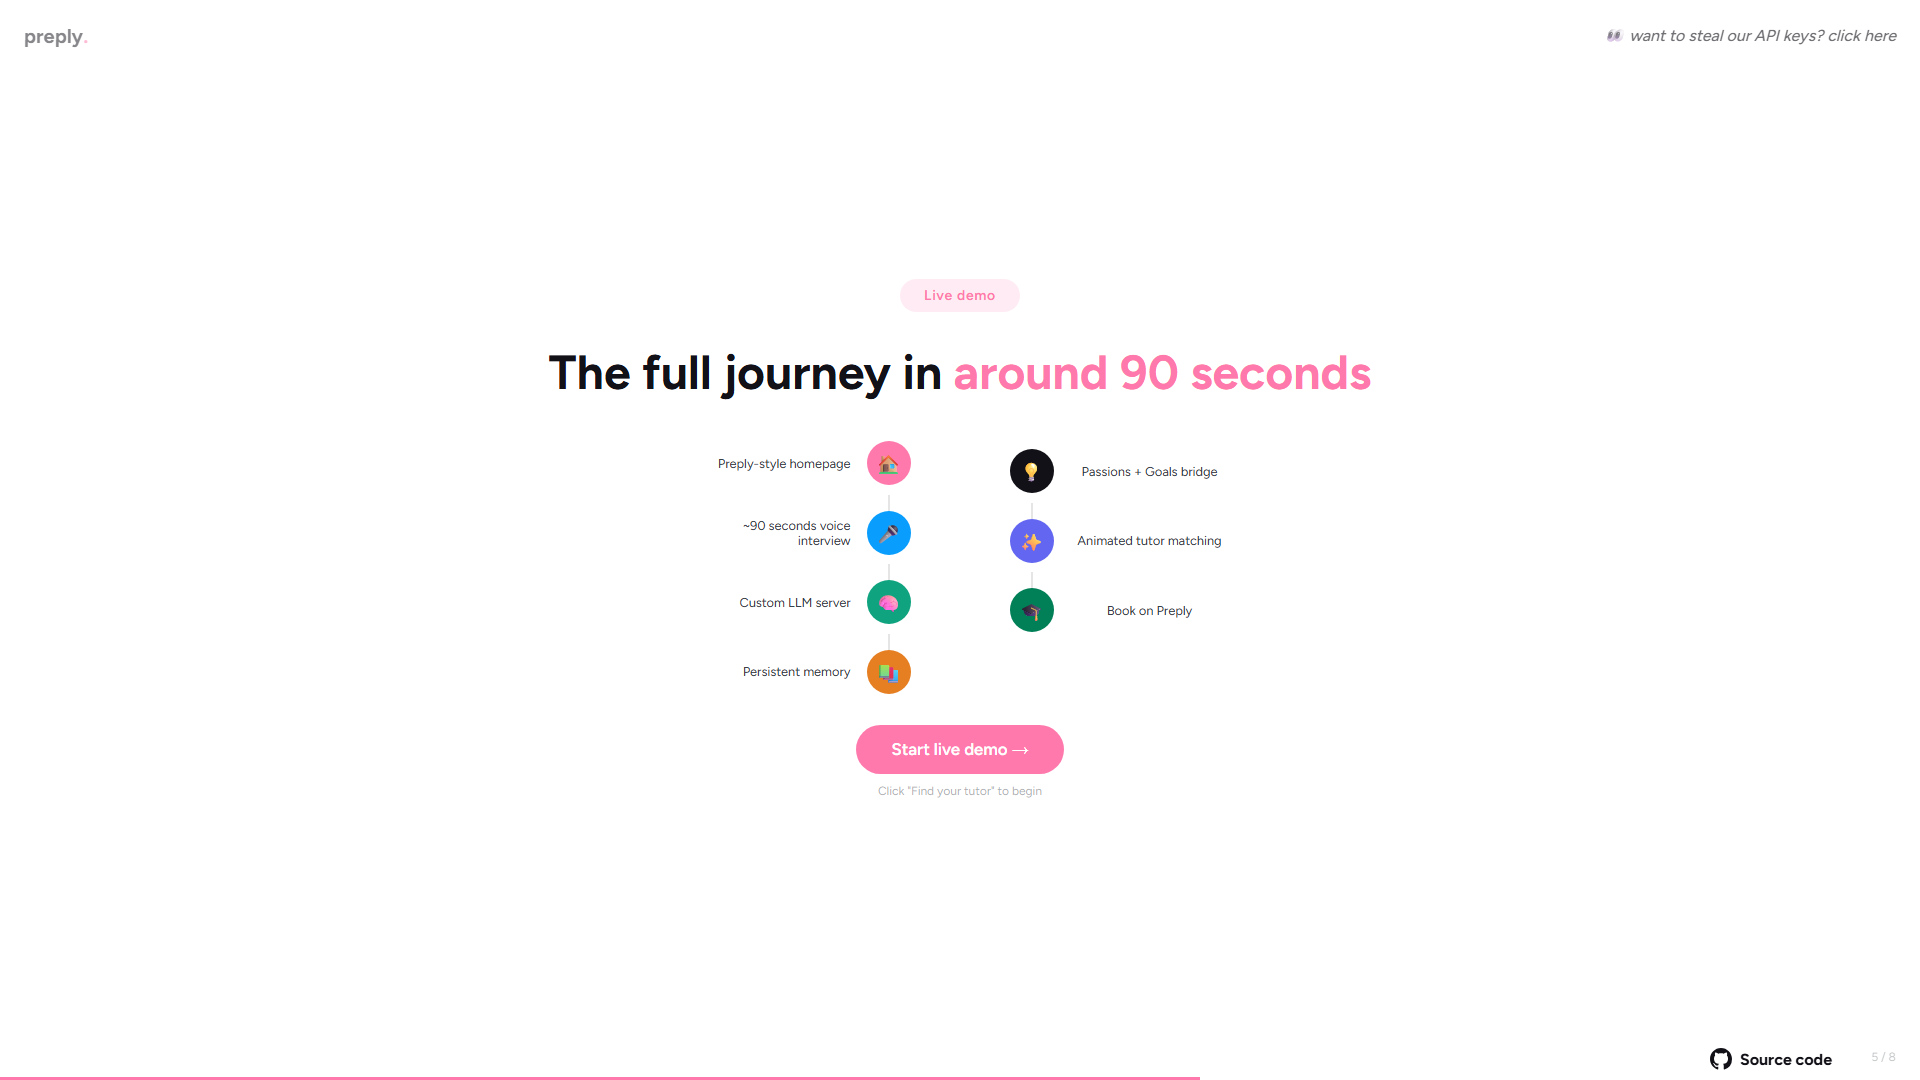 preply.
want to steal our API keys? click here
Live demo
The full journey in around 90 seconds
Preply-style homepage
~90 seconds voice
interview
Custom LLM server
Persistent memory
Passions + Goals bridge
Animated tutor matching
Book on Preply
Start live demo →
Click "Find your tutor" to begin
Source code
5 / 8